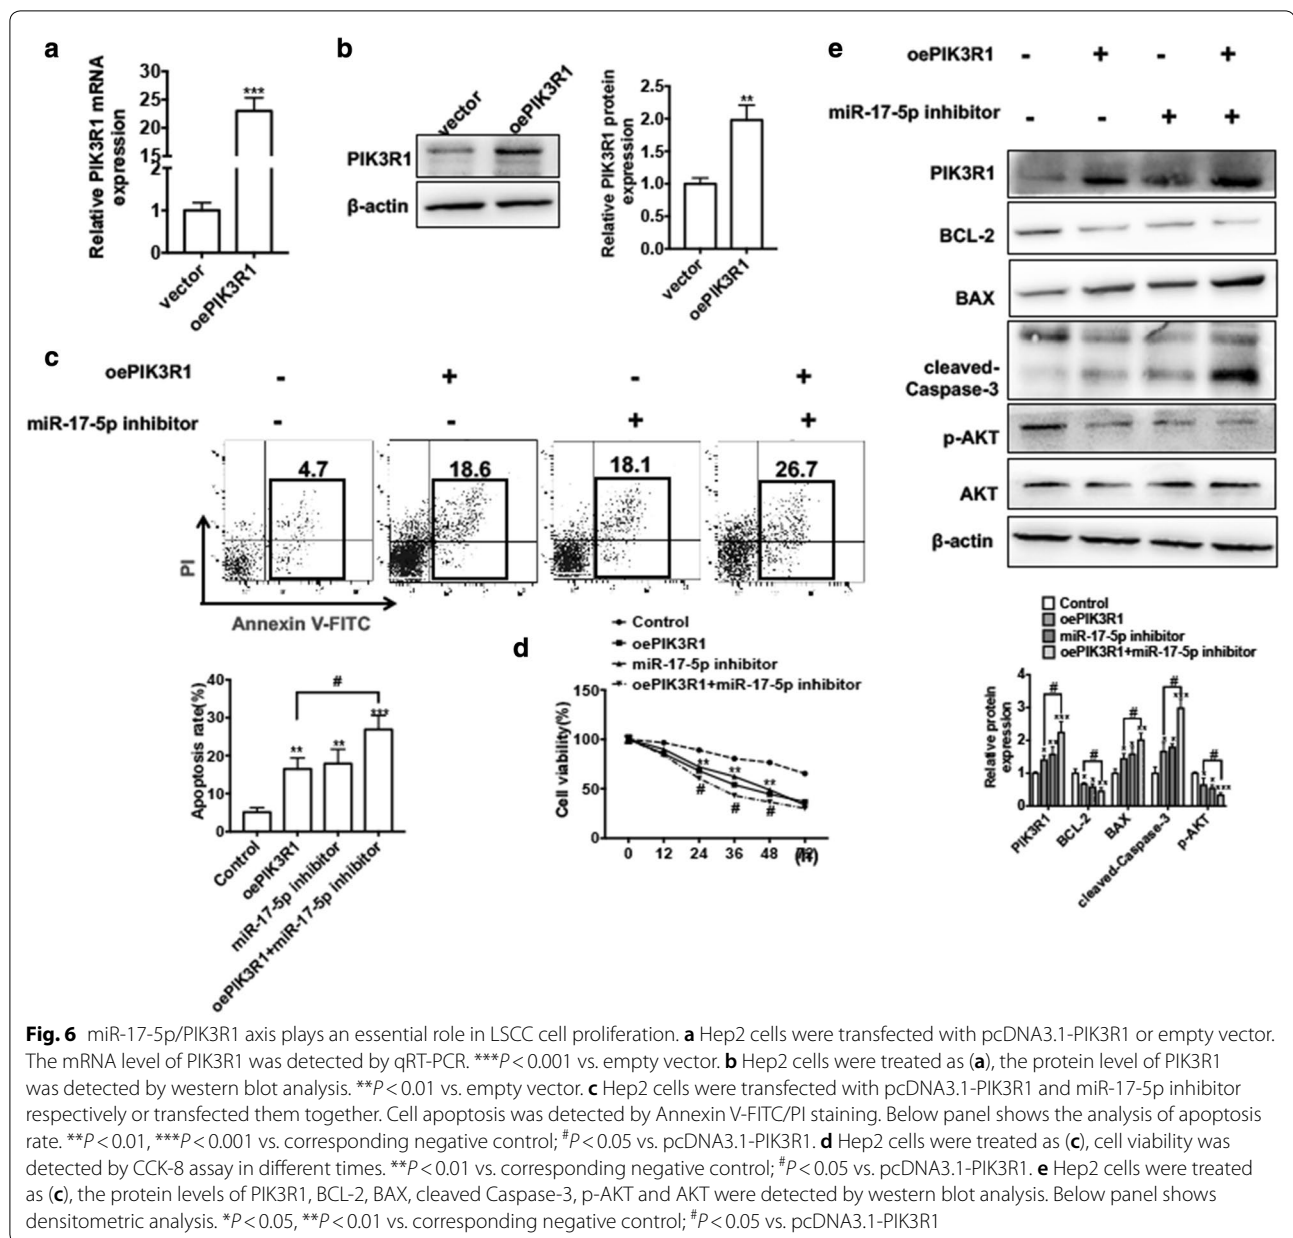 a
Relative PIK3R1 mRNA
expression
30
25
20
15
2
1
0
***
vector
oePIK3R1
b
vector
oePIK3R1
PIK3R1
β-actin
Relative PIK3R1 protein
expression
2.5
2.0
1.5
1.0
0.5
0.0
**
vector
oePIK3R1
c
oePIK3R1 - + - +
miR-17-5p inhibitor - - + +
4.7 18.6 18.1 26.7
PI
Annexin V-FITC
Apoptosis rate(%)
40
30
20
10
0
#
** ** ***
Control
oePIK3R1
miR-17-5p inhibitor
oePIK3R1+miR-17-5p inhibitor
d
Control
oePIK3R1
miR-17-5p inhibitor
oePIK3R1+miR-17-5p inhibitor
Cell viability(%)
150
100
50
0
** ** **
# # #
0 12 24 36 48 72
(h)
e
oePIK3R1 - + - +
miR-17-5p inhibitor - - + +
PIK3R1
BCL-2
BAX
cleaved-
Caspase-3
p-AKT
AKT
β-actin
Control
oePIK3R1
miR-17-5p inhibitor
oePIK3R1+miR-17-5p inhibitor
Relative protein
expression
4
3
2
1
0
# # # # #
* ** *** * * ** * * ** * * *** * * ***
PIK3R1
BCL-2
BAX
cleaved-Caspase-3
p-AKT
Fig. 6 miR-17-5p/PIK3R1 axis plays an essential role in LSCC cell proliferation. a Hep2 cells were transfected with pcDNA3.1-PIK3R1 or empty vector.
The mRNA level of PIK3R1 was detected by qRT-PCR. ***P < 0.001 vs. empty vector. b Hep2 cells were treated as (a), the protein level of PIK3R1
was detected by western blot analysis. **P < 0.01 vs. empty vector. c Hep2 cells were transfected with pcDNA3.1-PIK3R1 and miR-17-5p inhibitor
respectively or transfected them together. Cell apoptosis was detected by Annexin V-FITC/PI staining. Below panel shows the analysis of apoptosis
rate. **P < 0.01, ***P < 0.001 vs. corresponding negative control; #P < 0.05 vs. pcDNA3.1-PIK3R1. d Hep2 cells were treated as (c), cell viability was
detected by CCK-8 assay in different times. **P < 0.01 vs. corresponding negative control; #P < 0.05 vs. pcDNA3.1-PIK3R1. e Hep2 cells were treated
as (c), the protein levels of PIK3R1, BCL-2, BAX, cleaved Caspase-3, p-AKT and AKT were detected by western blot analysis. Below panel shows
densitometric analysis. *P < 0.05, **P < 0.01 vs. corresponding negative control; #P < 0.05 vs. pcDNA3.1-PIK3R1